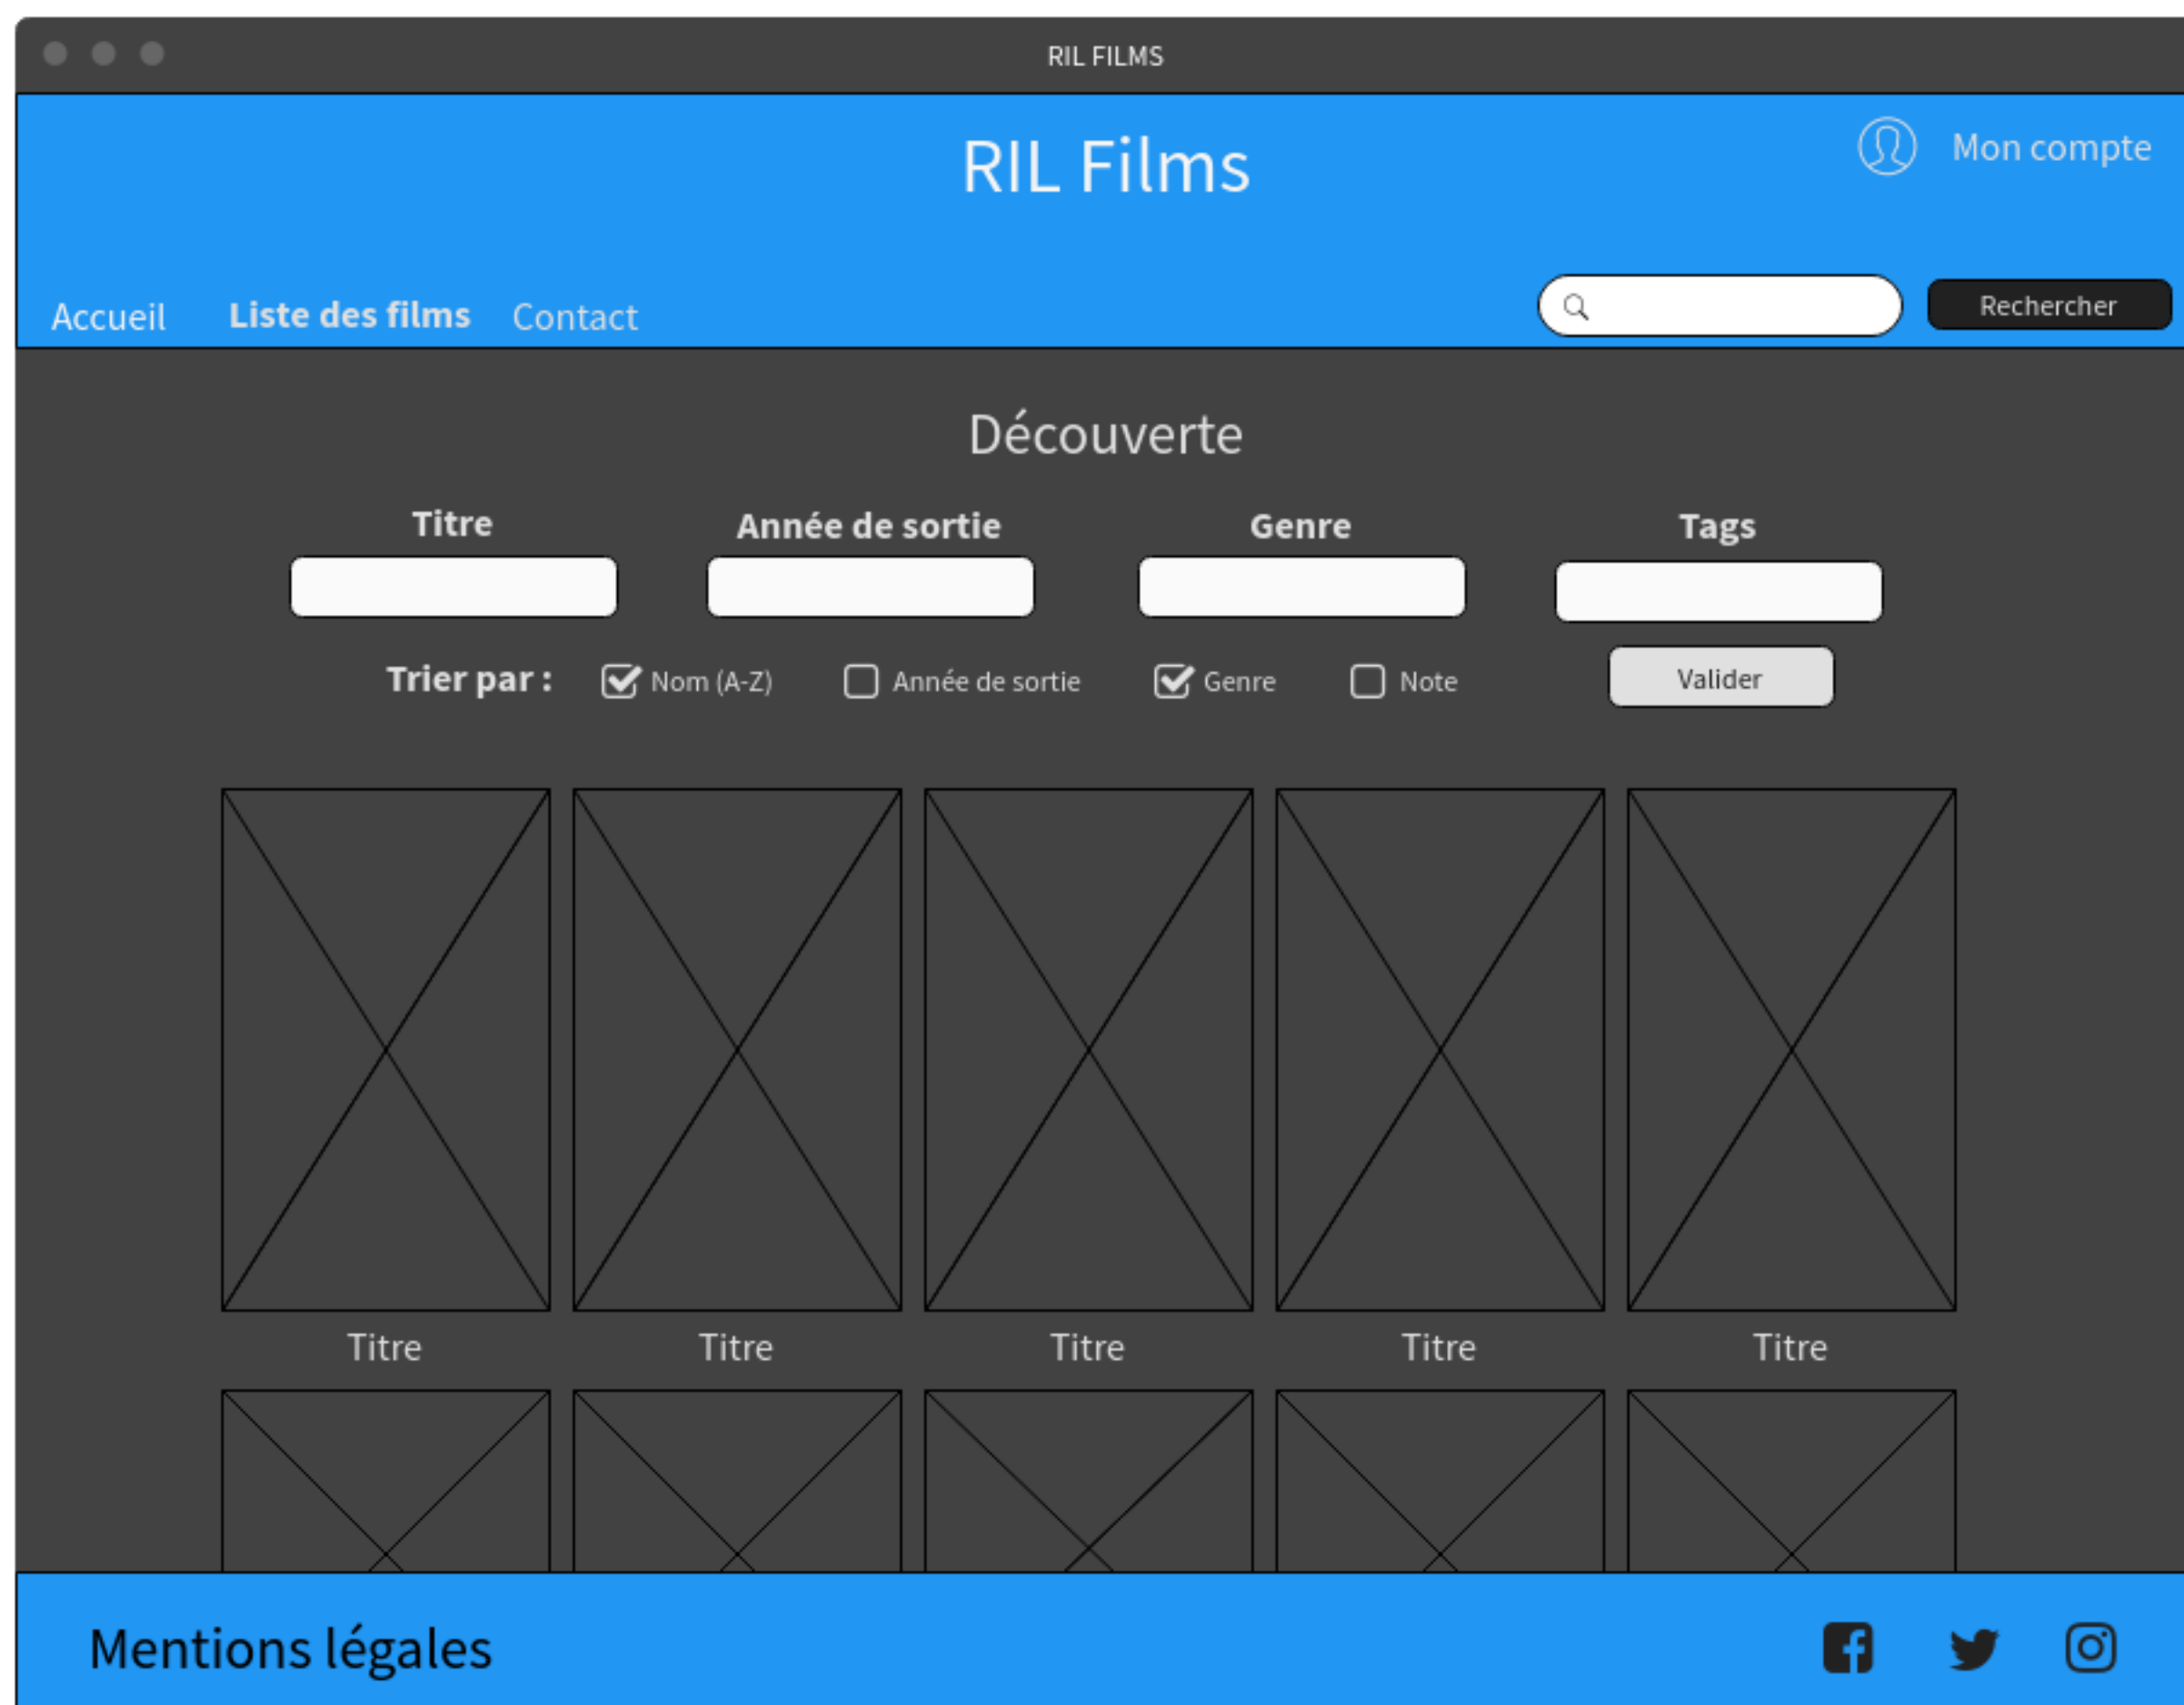 RIL FILMS
RIL Films
Mon compte
Accueil Liste des films Contact
Rechercher
Découverte
Titre Année de sortie Genre Tags
Trier par : Nom (A-Z) Année de sortie Genre Note Valider
Titre Titre Titre Titre Titre
Mentions légales